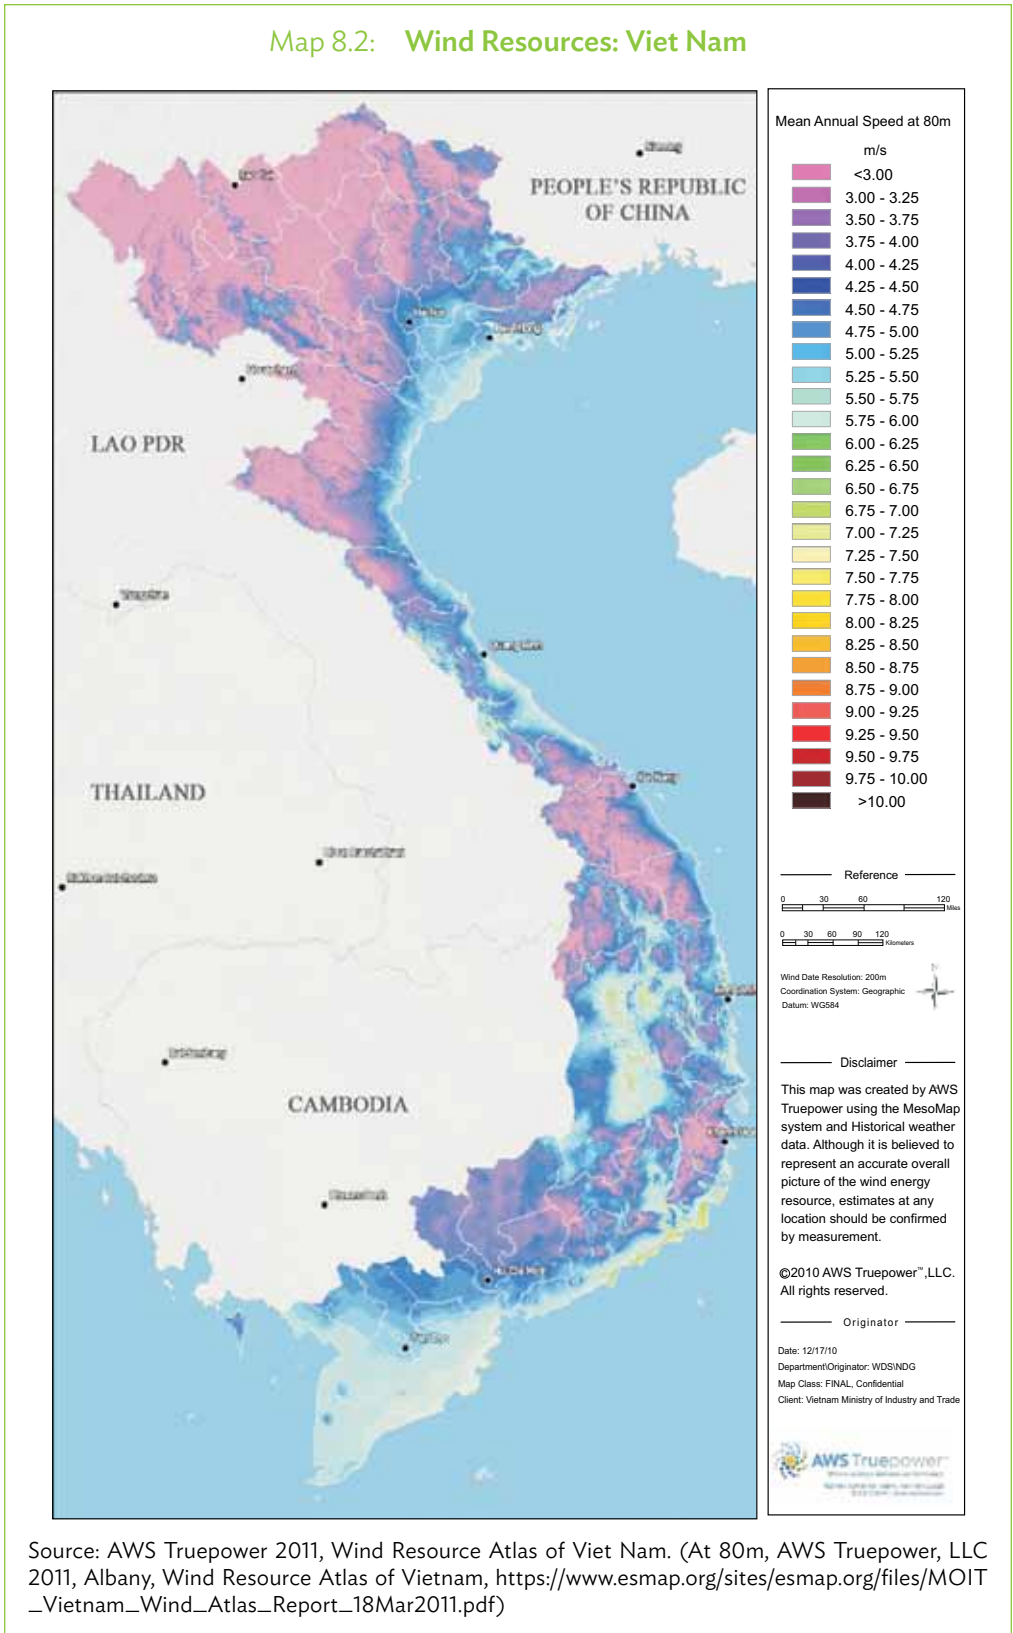 Map 8.2: Wind Resources: Viet Nam
PEOPLE'S REPUBLIC
OF CHINA
LAO PDR
THAILAND
CAMBODIA
Mean Annual Speed at 80m
m/s
<3.00
3.00 - 3.25
3.50 - 3.75
3.75 - 4.00
4.00 - 4.25
4.25 - 4.50
4.50 - 4.75
4.75 - 5.00
5.00 - 5.25
5.25 - 5.50
5.50 - 5.75
5.75 - 6.00
6.00 - 6.25
6.25 - 6.50
6.50 - 6.75
6.75 - 7.00
7.00 - 7.25
7.25 - 7.50
7.50 - 7.75
7.75 - 8.00
8.00 - 8.25
8.25 - 8.50
8.50 - 8.75
8.75 - 9.00
9.00 - 9.25
9.25 - 9.50
9.50 - 9.75
9.75 - 10.00
>10.00
Reference
0 30 60 120
Miles
0 30 60 90 120
Kilometers
Wind Date Resolution: 200m
Coordination System: Geographic
Datum: WG584
N
Disclaimer
This map was created by AWS
Truepower using the MesoMap
system and Historical weather
data. Although it is believed to
represent an accurate overall
picture of the wind energy
resource, estimates at any
location should be confirmed
by measurement.
©2010 AWS Truepower™,LLC.
All rights reserved.
Originator
Date: 12/17/10
Department\Originator: WDS\NDG
Map Class: FINAL, Confidential
Client: Vietnam Ministry of Industry and Trade
AWS Truepower™
Source: AWS Truepower 2011, Wind Resource Atlas of Viet Nam. (At 80m, AWS Truepower, LLC
2011, Albany, Wind Resource Atlas of Vietnam, https://www.esmap.org/sites/esmap.org/files/MOIT
_Vietnam_Wind_Atlas_Report_18Mar2011.pdf)